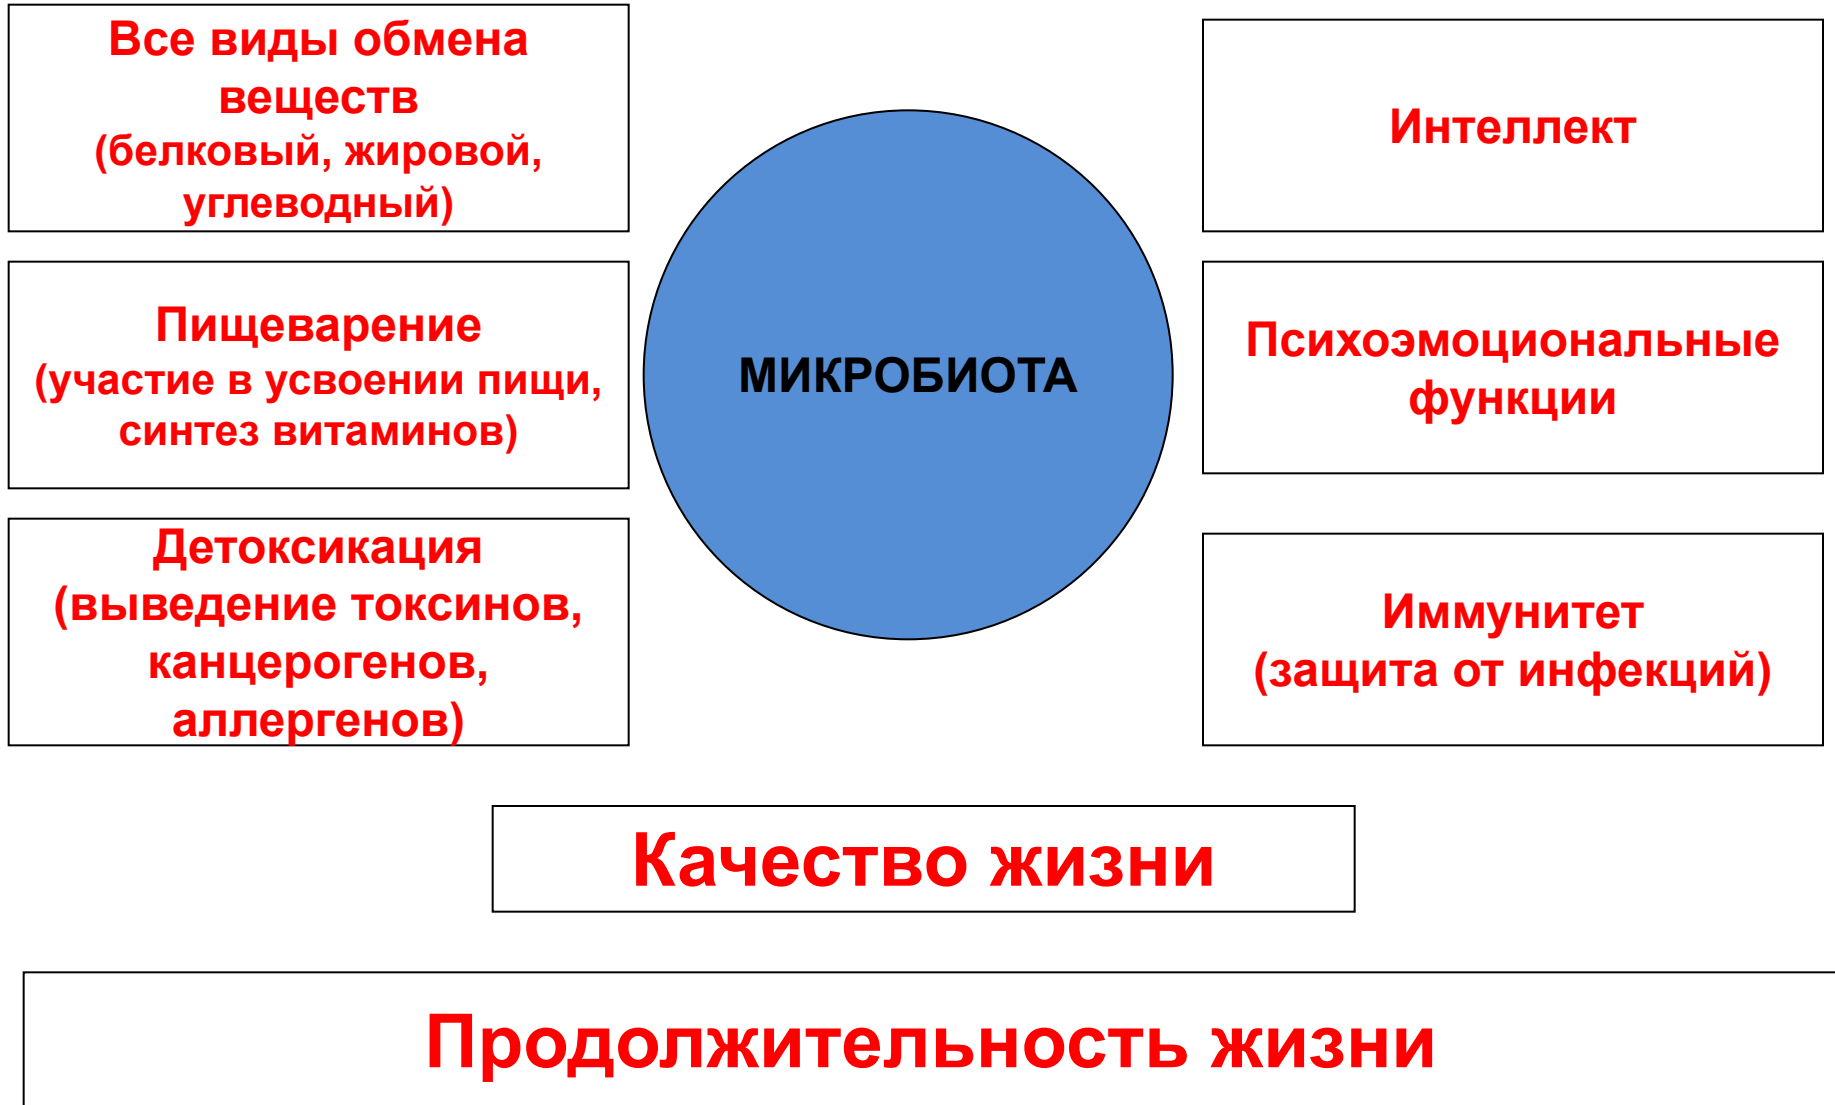 Все виды обмена
веществ
(белковый, жировой,
углеводный)
Пищеварение
(участие в усвоении пищи,
синтез витаминов)
Детоксикация
(выведение токсинов,
канцерогенов,
аллергенов)
МИКРОБИОТА
Интеллект
Психоэмоциональные
функции
Иммунитет
(защита от инфекций)
Качество жизни
Продолжительность жизни